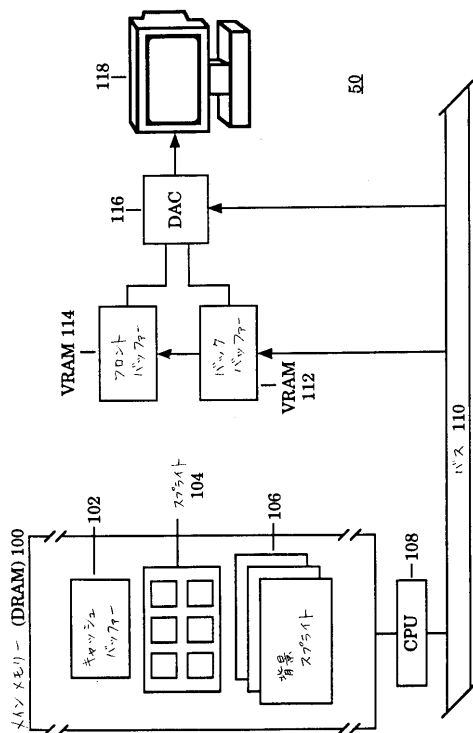 メインメモリー (DRAM) 100
102
キャッシュ
バッファー
スプライト
104
106
背景
スプライト
108
CPU
バス 110
VRAM 114
フロント
バッファー
バック
バッファー
VRAM
112
116
DAC
118
50